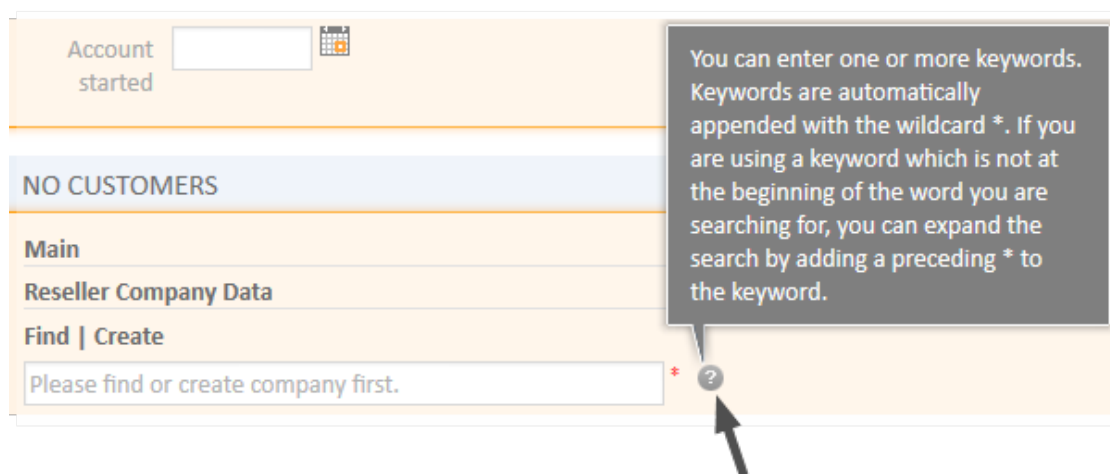 Account
started
You can enter one or more keywords.
Keywords are automatically
appended with the wildcard *. If you
are using a keyword which is not at
the beginning of the word you are
searching for, you can expand the
search by adding a preceding * to
the keyword.
NO CUSTOMERS
Main
Reseller Company Data
Find | Create
Please find or create company first. * ?